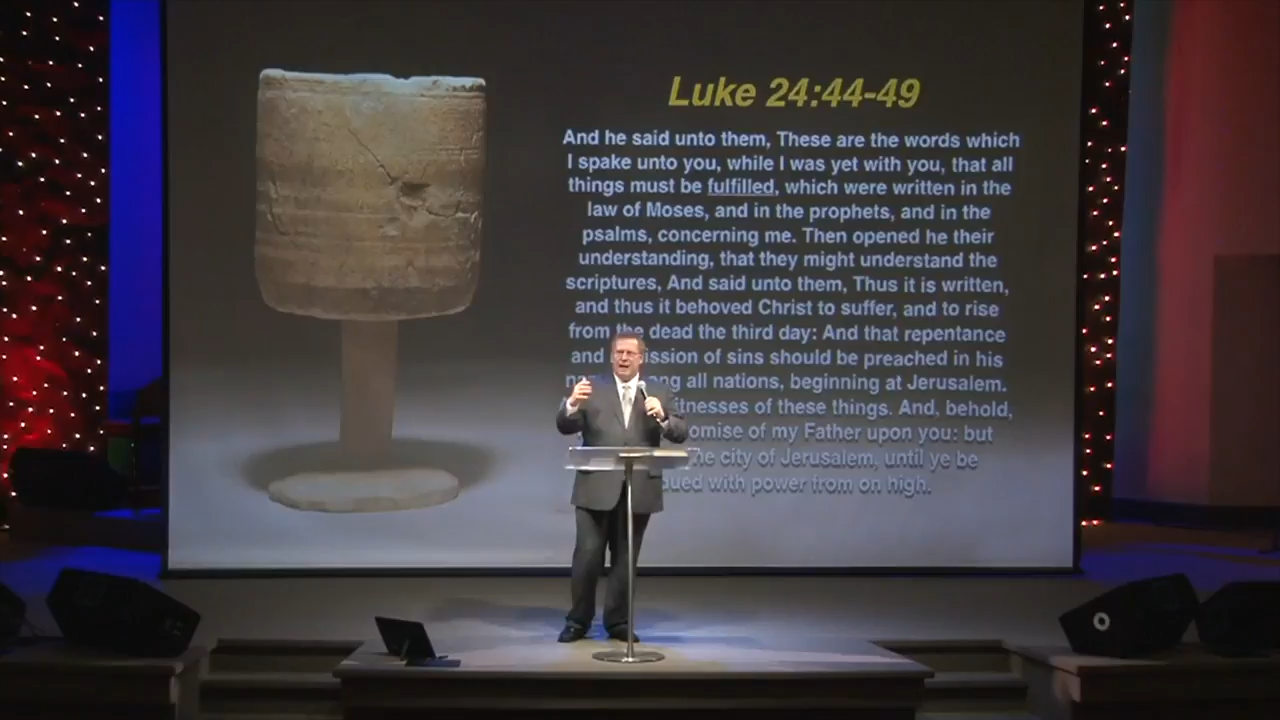 Luke 24:44-49
And he said unto them, These are the words which
I spake unto you, while I was yet with you, that all
things must be fulfilled, which were written in the
law of Moses, and in the prophets, and in the
psalms, concerning me. Then opened he their
understanding, that they might understand the
scriptures, And said unto them, Thus it is written,
and thus it behoved Christ to suffer, and to rise
from the dead the third day: And that repentance
and ission of sins should be preached in his
all nations, beginning at Jerusalem.
itnesses of these things. And, behold,
omise of my Father upon you: but
he city of Jerusalem, until ye be
dued with power from on high.